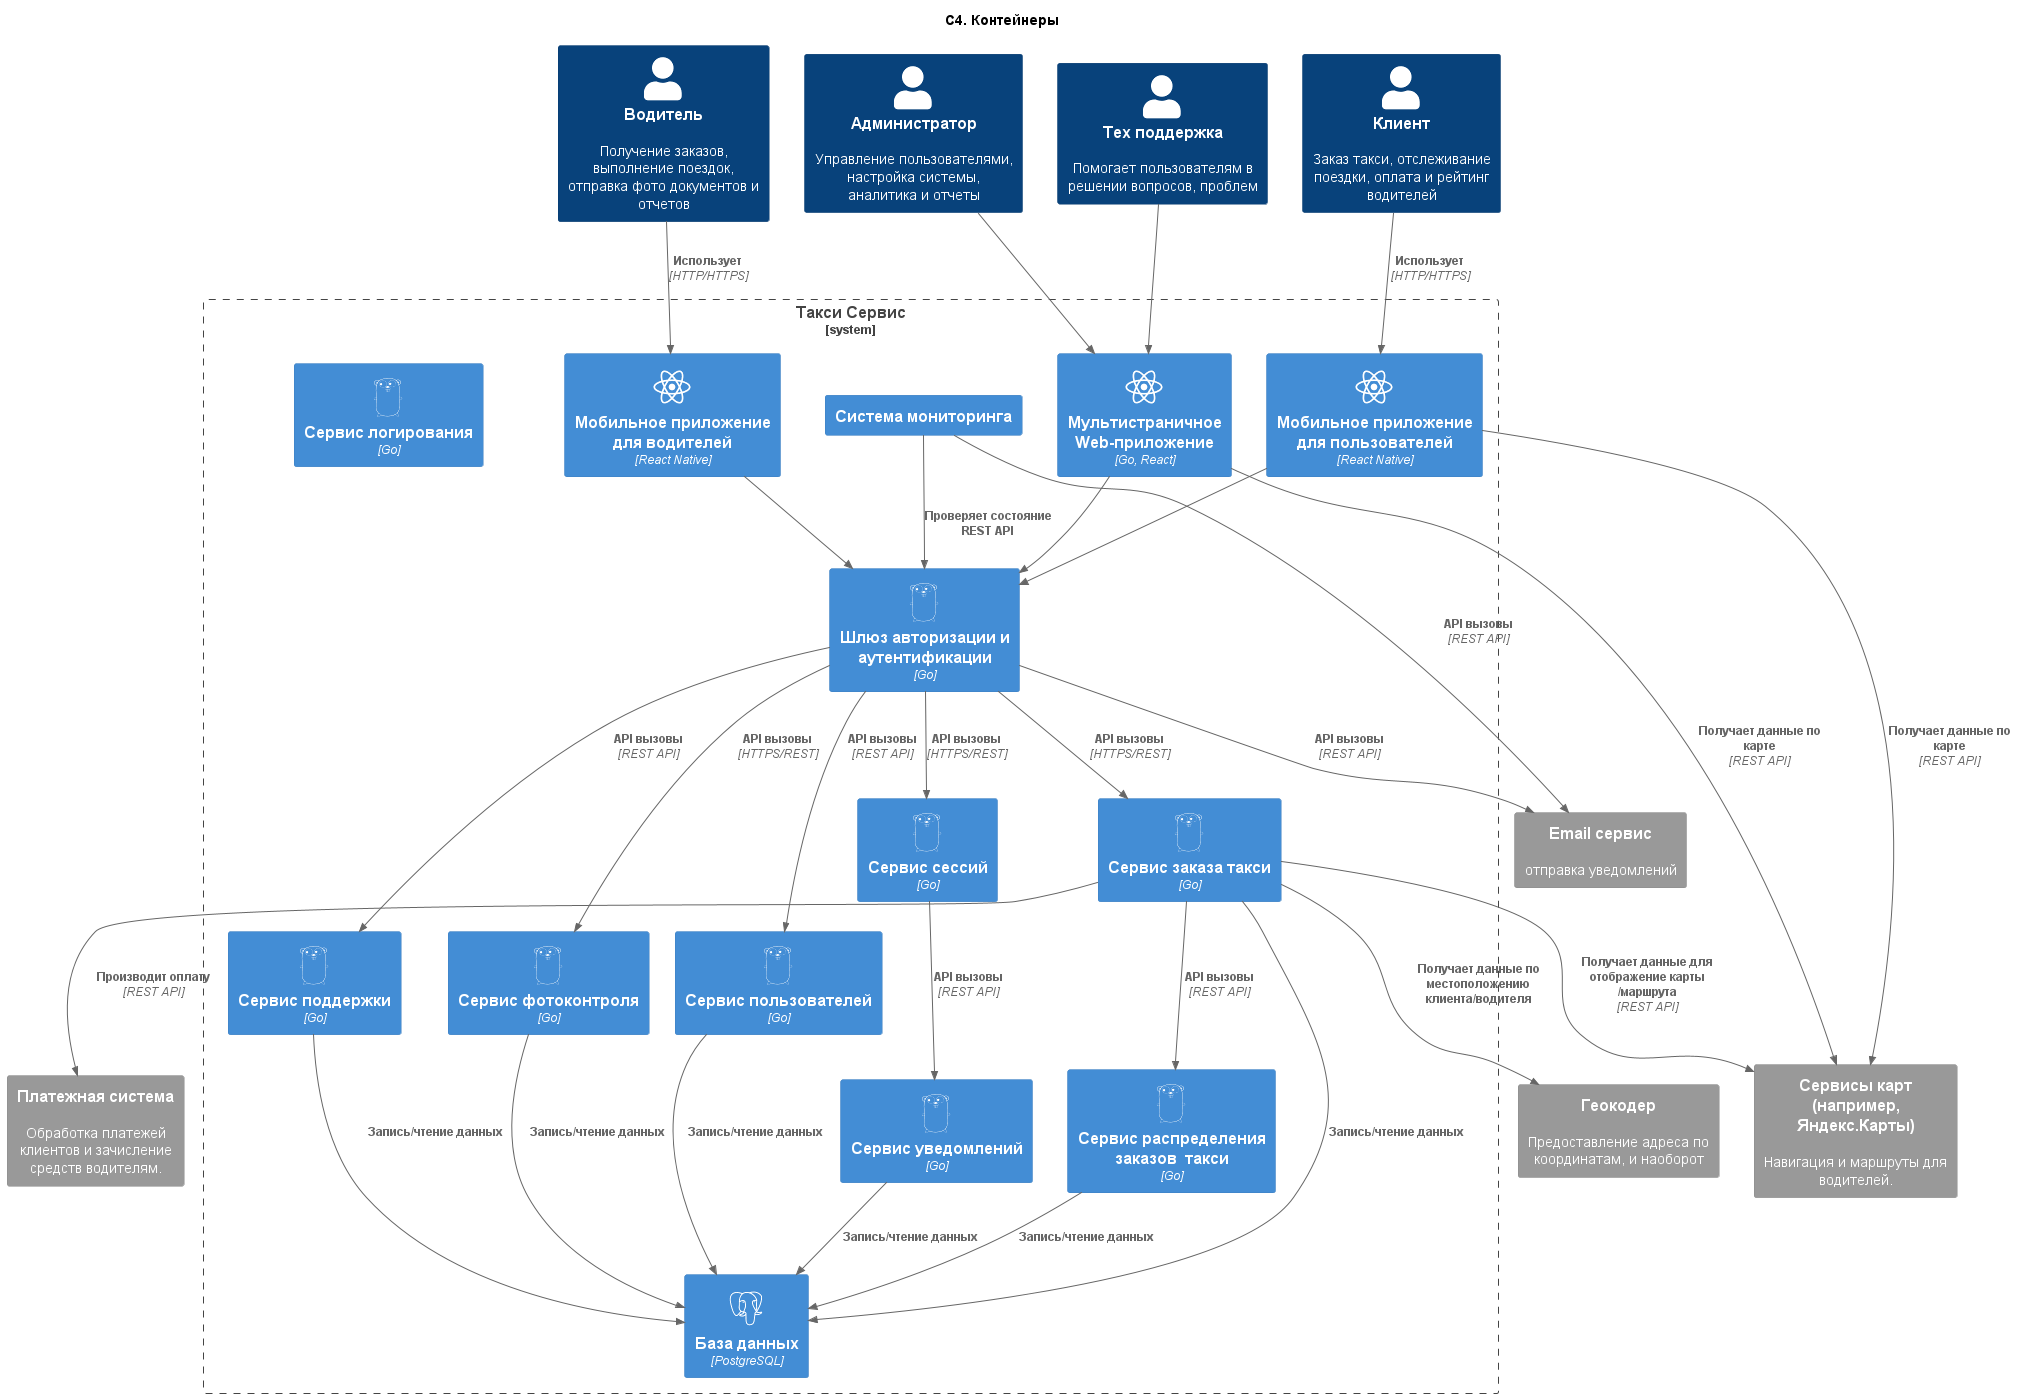 C4. Контейнеры
Водитель
Получение заказов,
выполнение поездок,
отправка фото документов и
отчетов
Администратор
Управление пользователями,
настройка системы,
аналитика и отчеты
Тех поддержка
Помогает пользователям в
решении вопросов, проблем
Клиент
Заказ такси, отслеживание
поездки, оплата и рейтинг
водителей
Использует
[HTTP/HTTPS]
Использует
[HTTP/HTTPS]
Такси Сервис
[system]
Сервис логирования
[Go]
Мобильное приложение
для водителей
[React Native]
Система мониторинга
Мультистраничное
Web-приложение
[Go, React]
Мобильное приложение
для пользователей
[React Native]
Проверяет состояние
REST API
Шлюз авторизации и
аутентификации
[Go]
API вызовы
[REST API]
API вызовы
[REST API]
API вызовы
[HTTPS/REST]
API вызовы
[REST API]
API вызовы
[HTTPS/REST]
API вызовы
[HTTPS/REST]
API вызовы
[REST API]
Получает данные по
карте
[REST API]
Получает данные по
карте
[REST API]
Сервис сессий
[Go]
Сервис заказа такси
[Go]
Email сервис
отправка уведомлений
Производит оплату
[REST API]
Сервис поддержки
[Go]
Сервис фотоконтроля
[Go]
Сервис пользователей
[Go]
API вызовы
[REST API]
API вызовы
[REST API]
Получает данные по
местоположению
клиента/водителя
Получает данные для
отображение карты
/маршрута
[REST API]
Платежная система
Обработка платежей
клиентов и зачисление
средств водителям.
Запись/чтение данных
Запись/чтение данных
Запись/чтение данных
Сервис уведомлений
[Go]
Сервис распределения
заказов такси
[Go]
Запись/чтение данных
Геокодер
Предоставление адреса по
координатам, и наоборот
Сервисы карт
(например,
Яндекс.Карты)
Навигация и маршруты для
водителей.
Запись/чтение данных
Запись/чтение данных
База данных
[PostgreSQL]